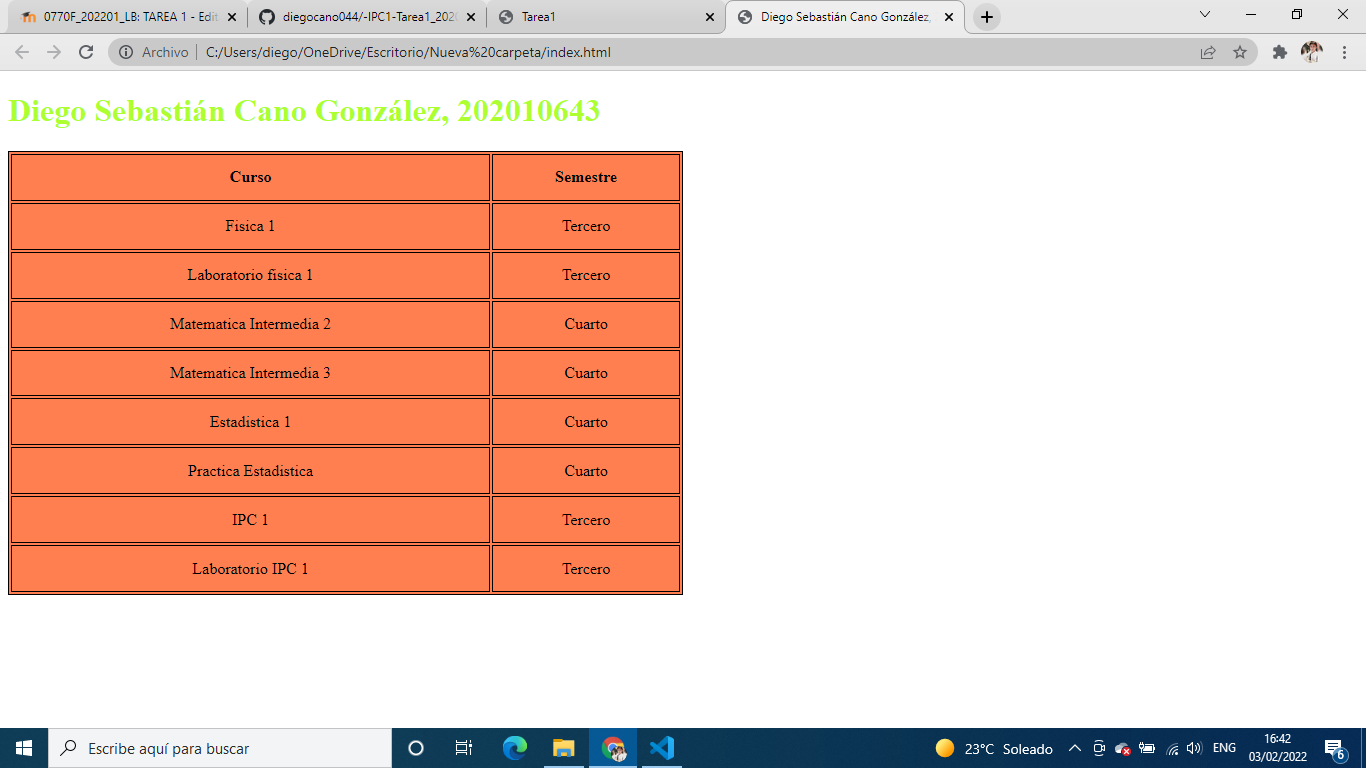 0770F_202201_LB: TAREA 1 - Edit
diegocano044/-IPC1-Tarea1_202
Tarea1
Diego Sebastián Cano González,
Archivo
C:/Users/diego/OneDrive/Escritorio/Nueva%20carpeta/index.html
Diego Sebastián Cano González, 202010643
Curso Semestre
Fisica 1 Tercero
Laboratorio física 1 Tercero
Matematica Intermedia 2 Cuarto
Matematica Intermedia 3 Cuarto
Estadistica 1 Cuarto
Practica Estadistica Cuarto
IPC 1 Tercero
Laboratorio IPC 1 Tercero
Escribe aquí para buscar
23°C Soleado
ENG
16:42
03/02/2022
6